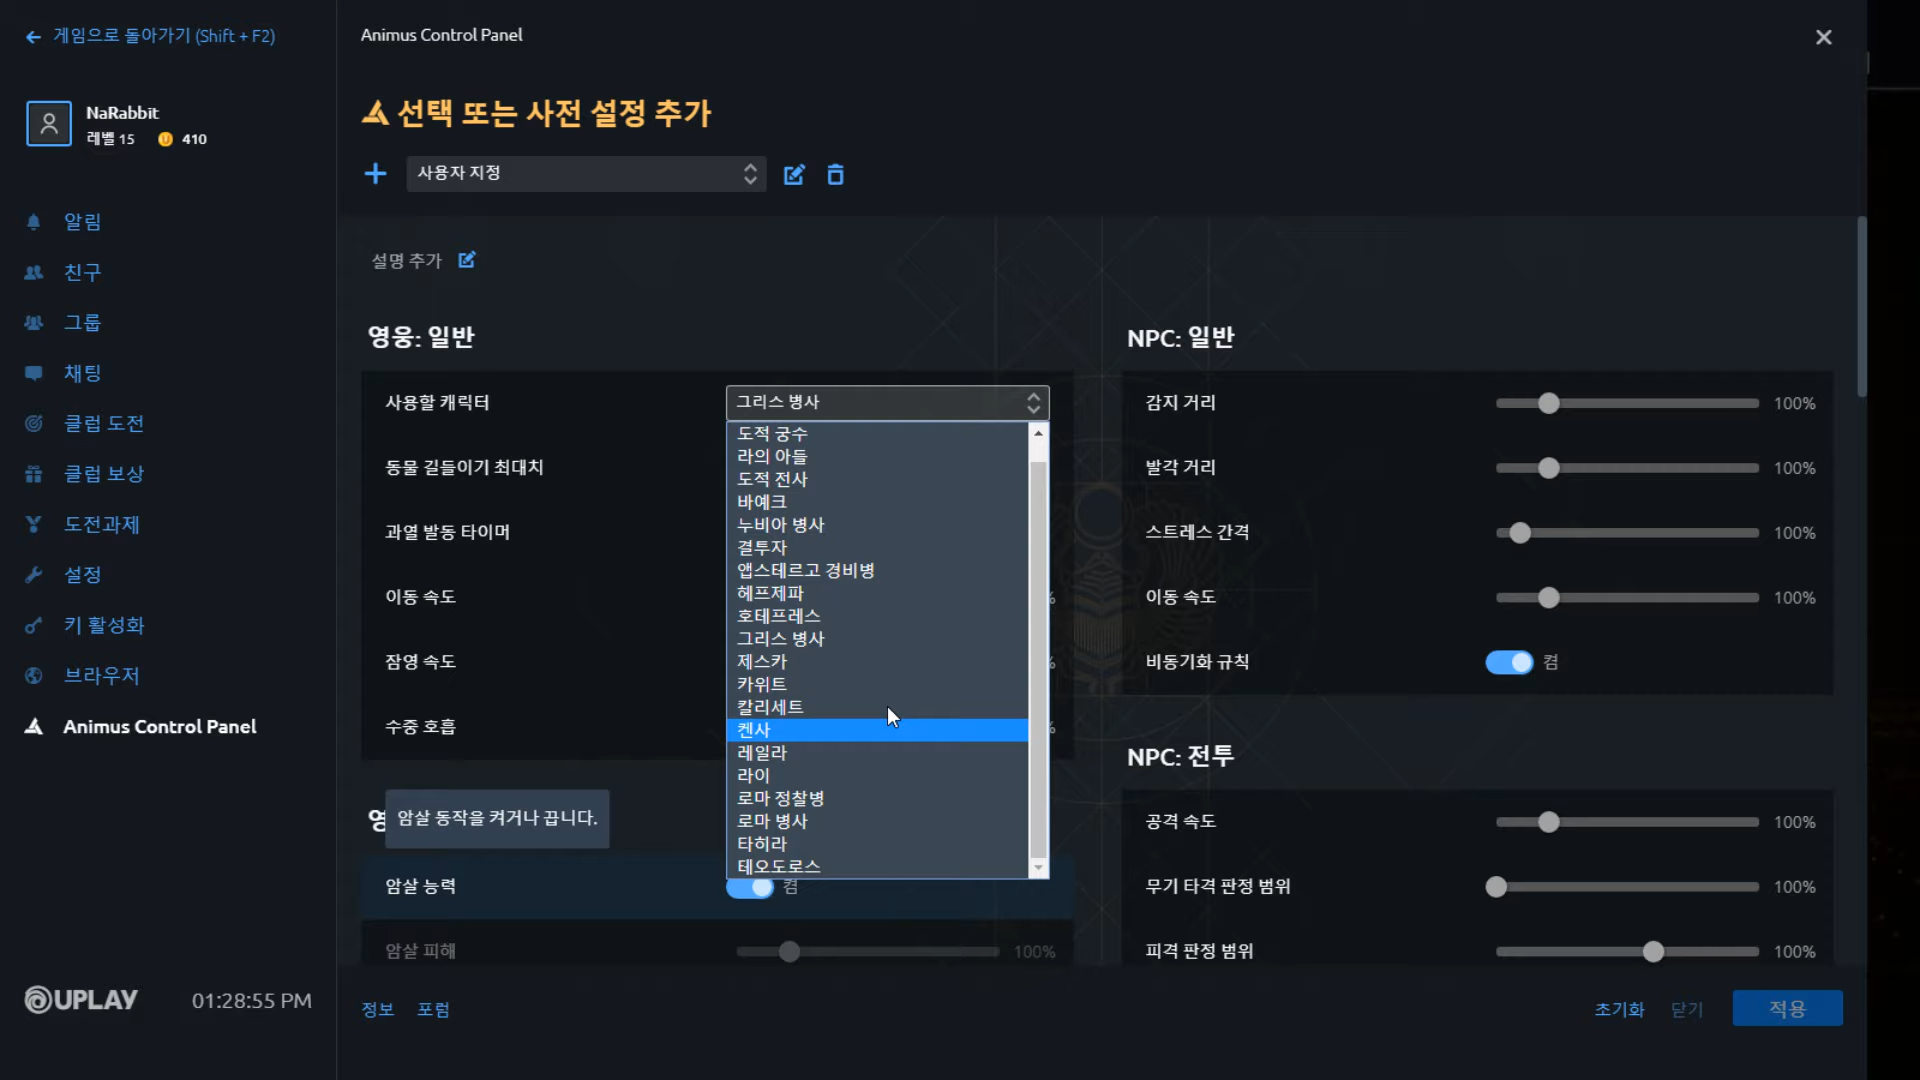 게임으로 돌아가기 (Shift + F2)
NaRabbit
레벨 15
410
알림
친구
그룹
채팅
클럽 도전
클럽 보상
도전과제
설정
키 활성화
브라우저
Animus Control Panel
UPLAY
01:28:55 PM
Animus Control Panel
선택 또는 사전 설정 추가
사용자 지정
설명 추가
영웅: 일반
사용할 캐릭터
그리스 병사
동물 길들이기 최대치
과열 발동 타이머
이동 속도
잠영 속도
수중 호흡
도적 궁수
라의 아들
도적 전사
바예크
누비아 병사
결투자
앱스테르고 경비병
헤프제파
호테프레스
그리스 병사
제스카
카위트
칼리세트
켄사
레일라
라이
로마 정찰병
로마 병사
타히라
테오도로스
암살 동작을 켜거나 끕니다.
암살 능력
켬
암살 피해
100%
NPC: 일반
감지 거리
100%
발각 거리
100%
스트레스 간격
100%
이동 속도
100%
비동기화 규칙
켬
NPC: 전투
공격 속도
100%
무기 타격 판정 범위
100%
피격 판정 범위
100%
정보
포럼
초기화
닫기
적용